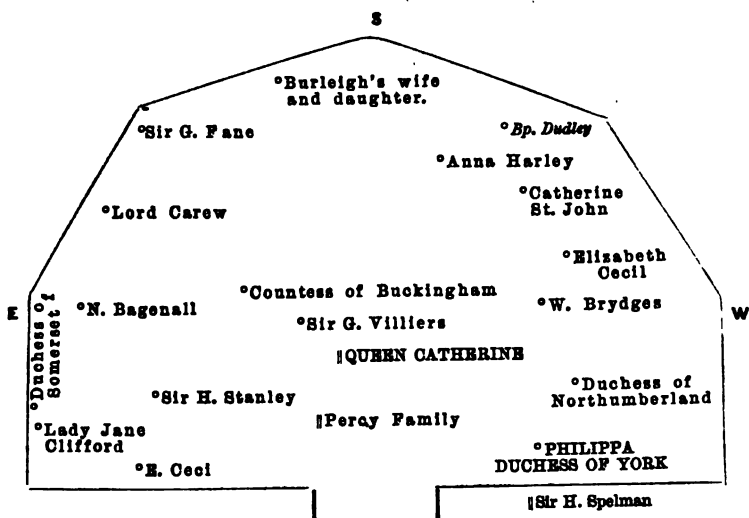 S
Burleigh's wife
and daughter.
Sir G. Fane
Bp. Dudley
Anna Harley
Catherine
St. John
Lord Carew
Elizabeth
Cecil
E
Duchess of
Somerset f
N. Bagenall
Countess of Buckingham
W. Brydges
W
Sir G. Villiers
QUEEN CATHERINE
Sir H. Stanley
Duchess of
Northumberland
Percy Family
Lady Jane
Clifford
PHILIPPA
DUCHESS OF YORK
E. Ceci
Sir H. Spelman